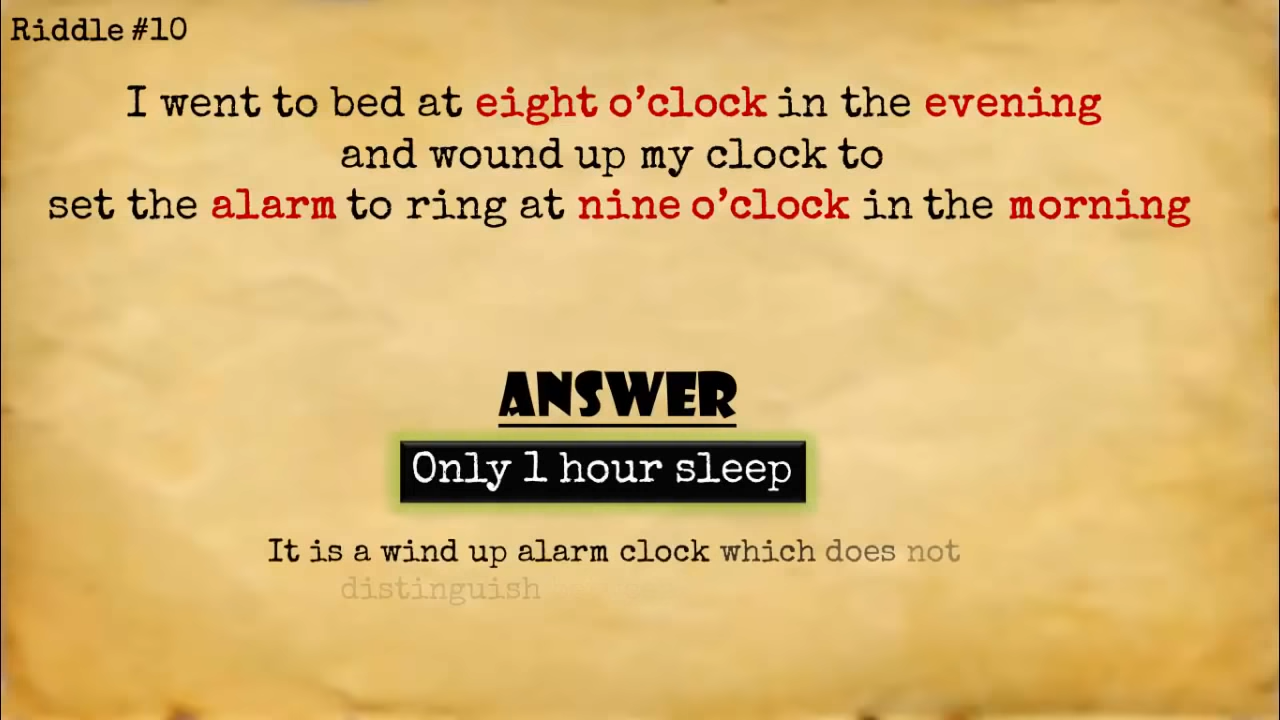 Riddle #10
I went to bed at eight o’clock in the evening
and wound up my clock to
set the alarm to ring at nine o’clock in the morning
ANSWER
Only 1 hour sleep
It is a wind up alarm clock which does not
distinguish